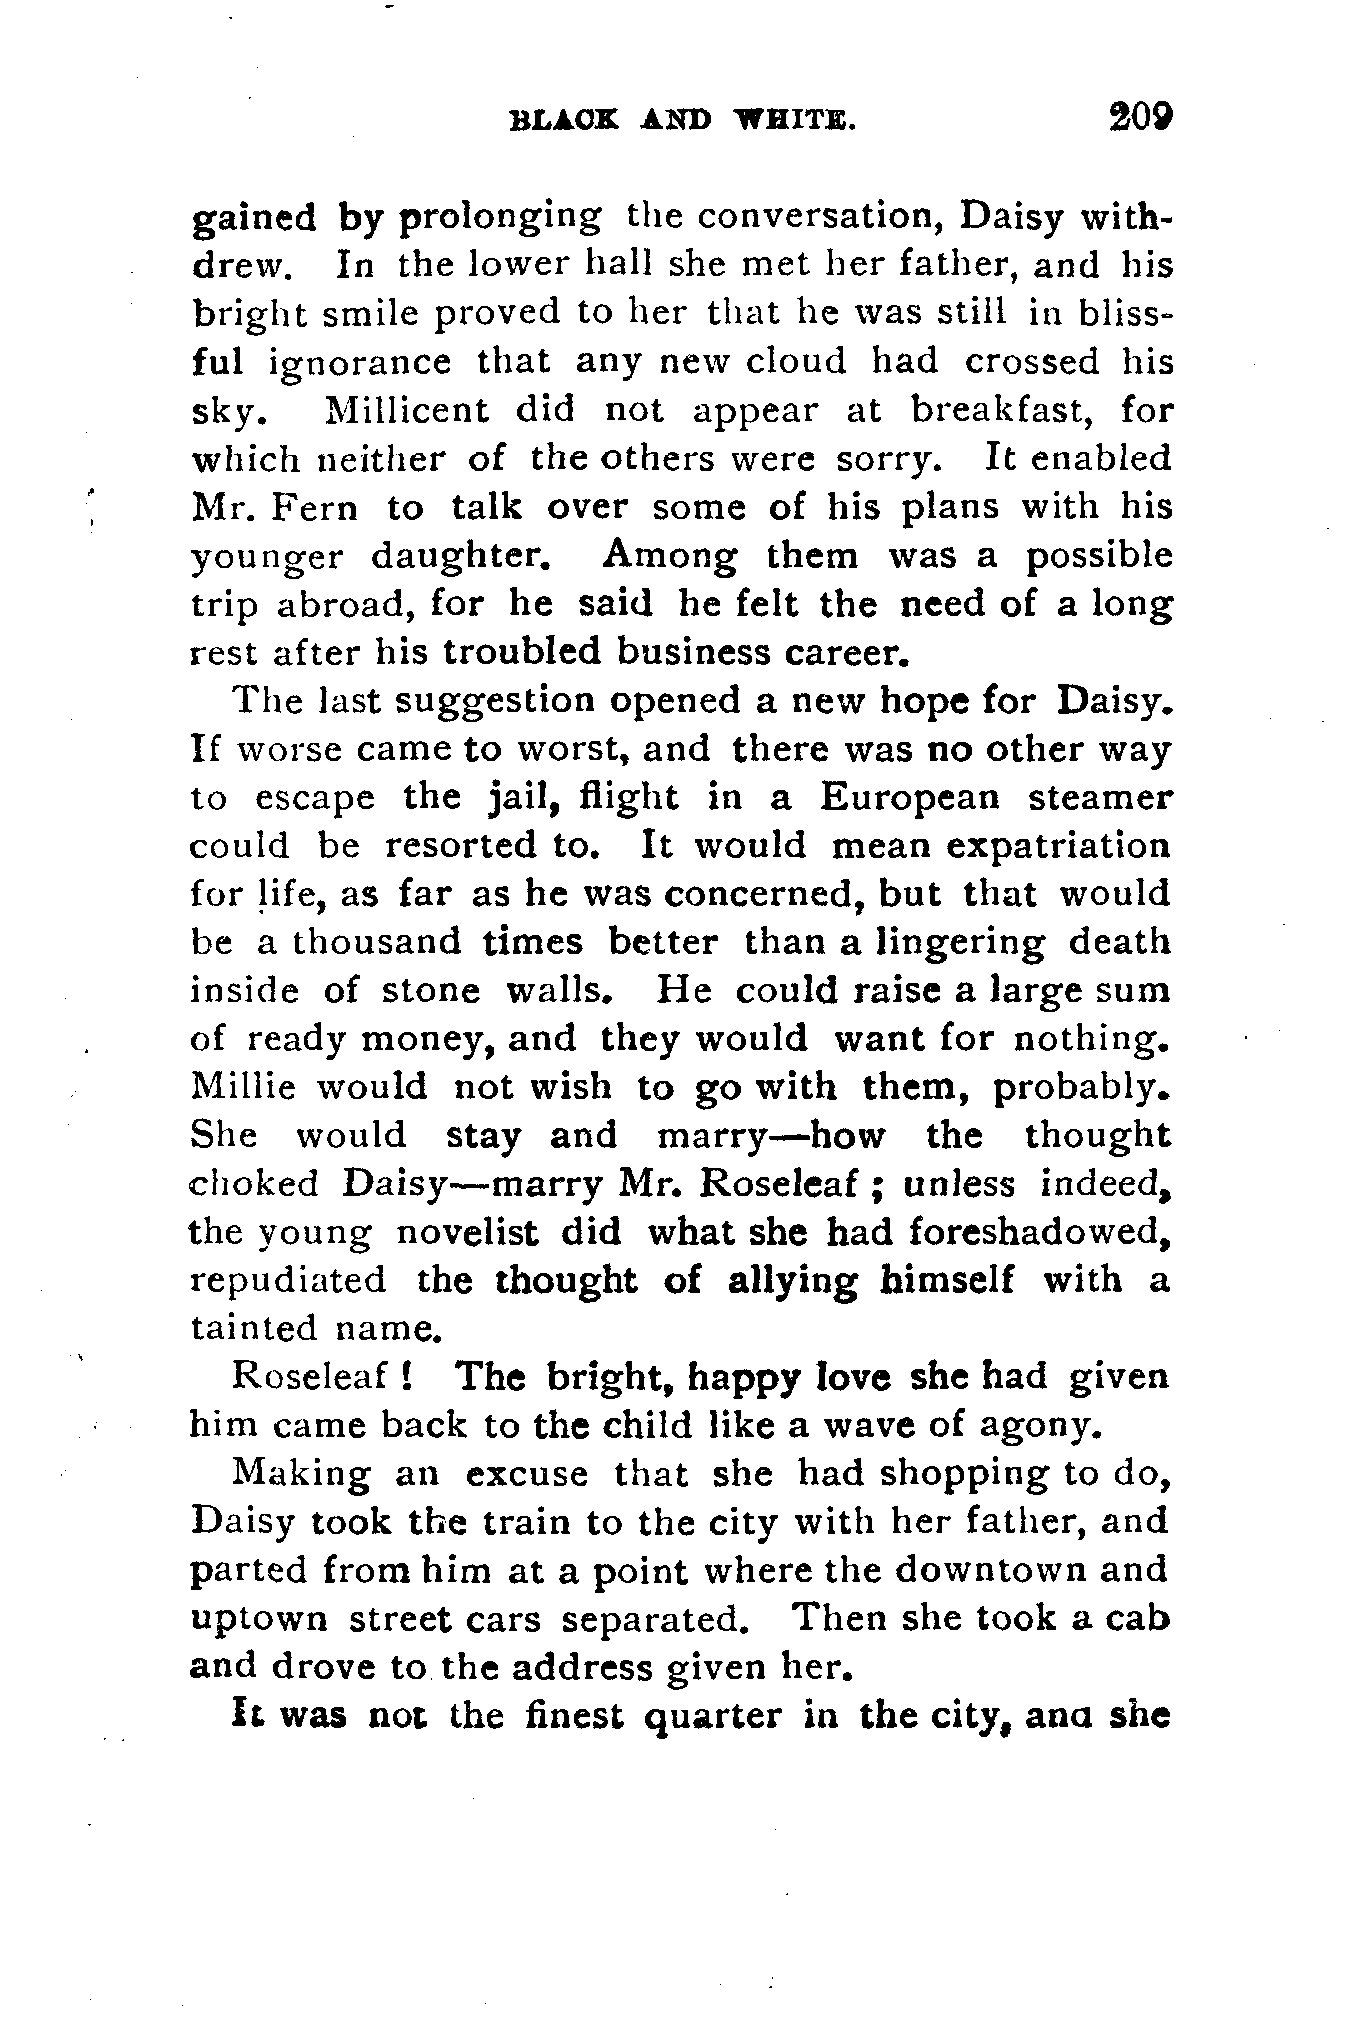 BLACK AND WHITE. 209
gained by prolonging the conversation, Daisy with-
drew. In the lower hall she met her father, and his
bright smile proved to her that he was still in bliss-
ful ignorance that any new cloud had crossed his
sky. Millicent did not appear at breakfast, for
which neither of the others were sorry. It enabled
Mr. Fern to talk over some of his plans with his
younger daughter. Among them was a possible
trip abroad, for he said he felt the need of a long
rest after his troubled business career.
The last suggestion opened a new hope for Daisy.
If worse came to worst, and there was no other way
to escape the jail, flight in a European steamer
could be resorted to. It would mean expatriation
for life, as far as he was concerned, but that would
be a thousand times better than a lingering death
inside of stone walls. He could raise a large sum
of ready money, and they would want for nothing.
Millie would not wish to go with them, probably.
She would stay and marry—how the thought
choked Daisy—marry Mr. Roseleaf ; unless indeed,
the young novelist did what she had foreshadowed,
repudiated the thought of allying himself with a
tainted name.
Roseleaf ! The bright, happy love she had given
him came back to the child like a wave of agony.
Making an excuse that she had shopping to do,
Daisy took the train to the city with her father, and
parted from him at a point where the downtown and
uptown street cars separated. Then she took a cab
and drove to the address given her.
It was not the finest quarter in the city, and she